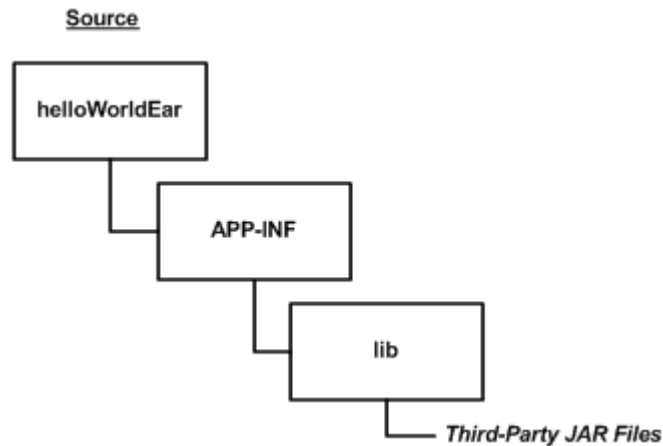 Source
helloWorldEar
APP-INF
lib
Third-Party JAR Files